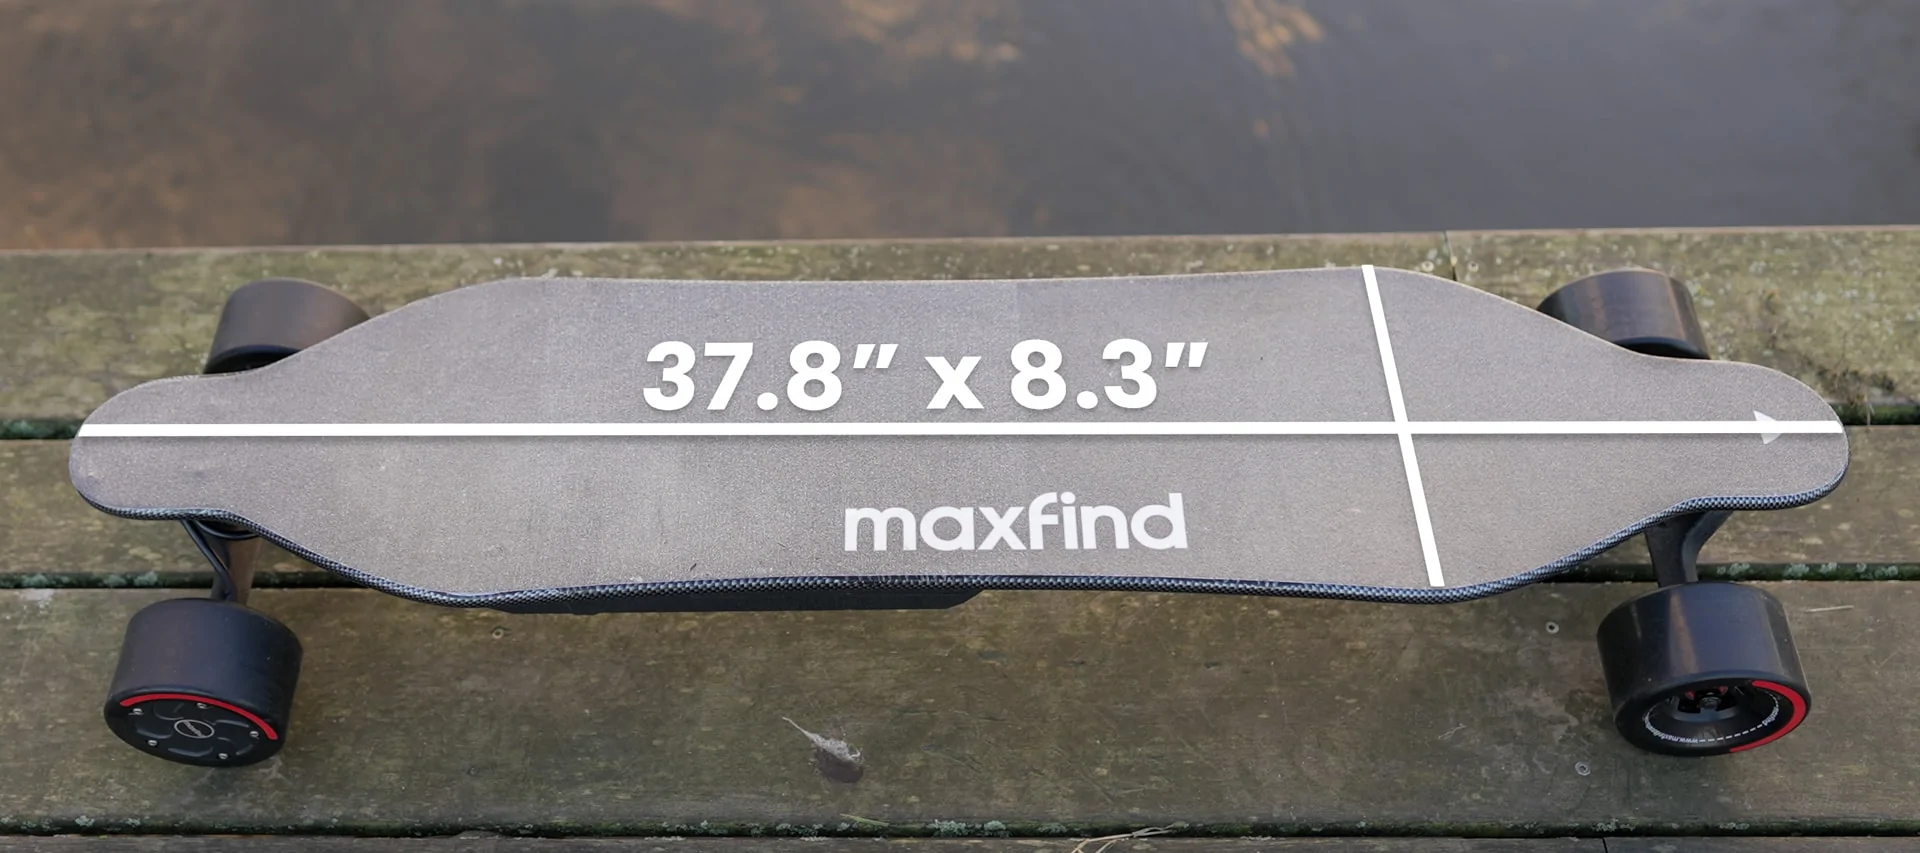 37.8” x 8.3”
maxfind